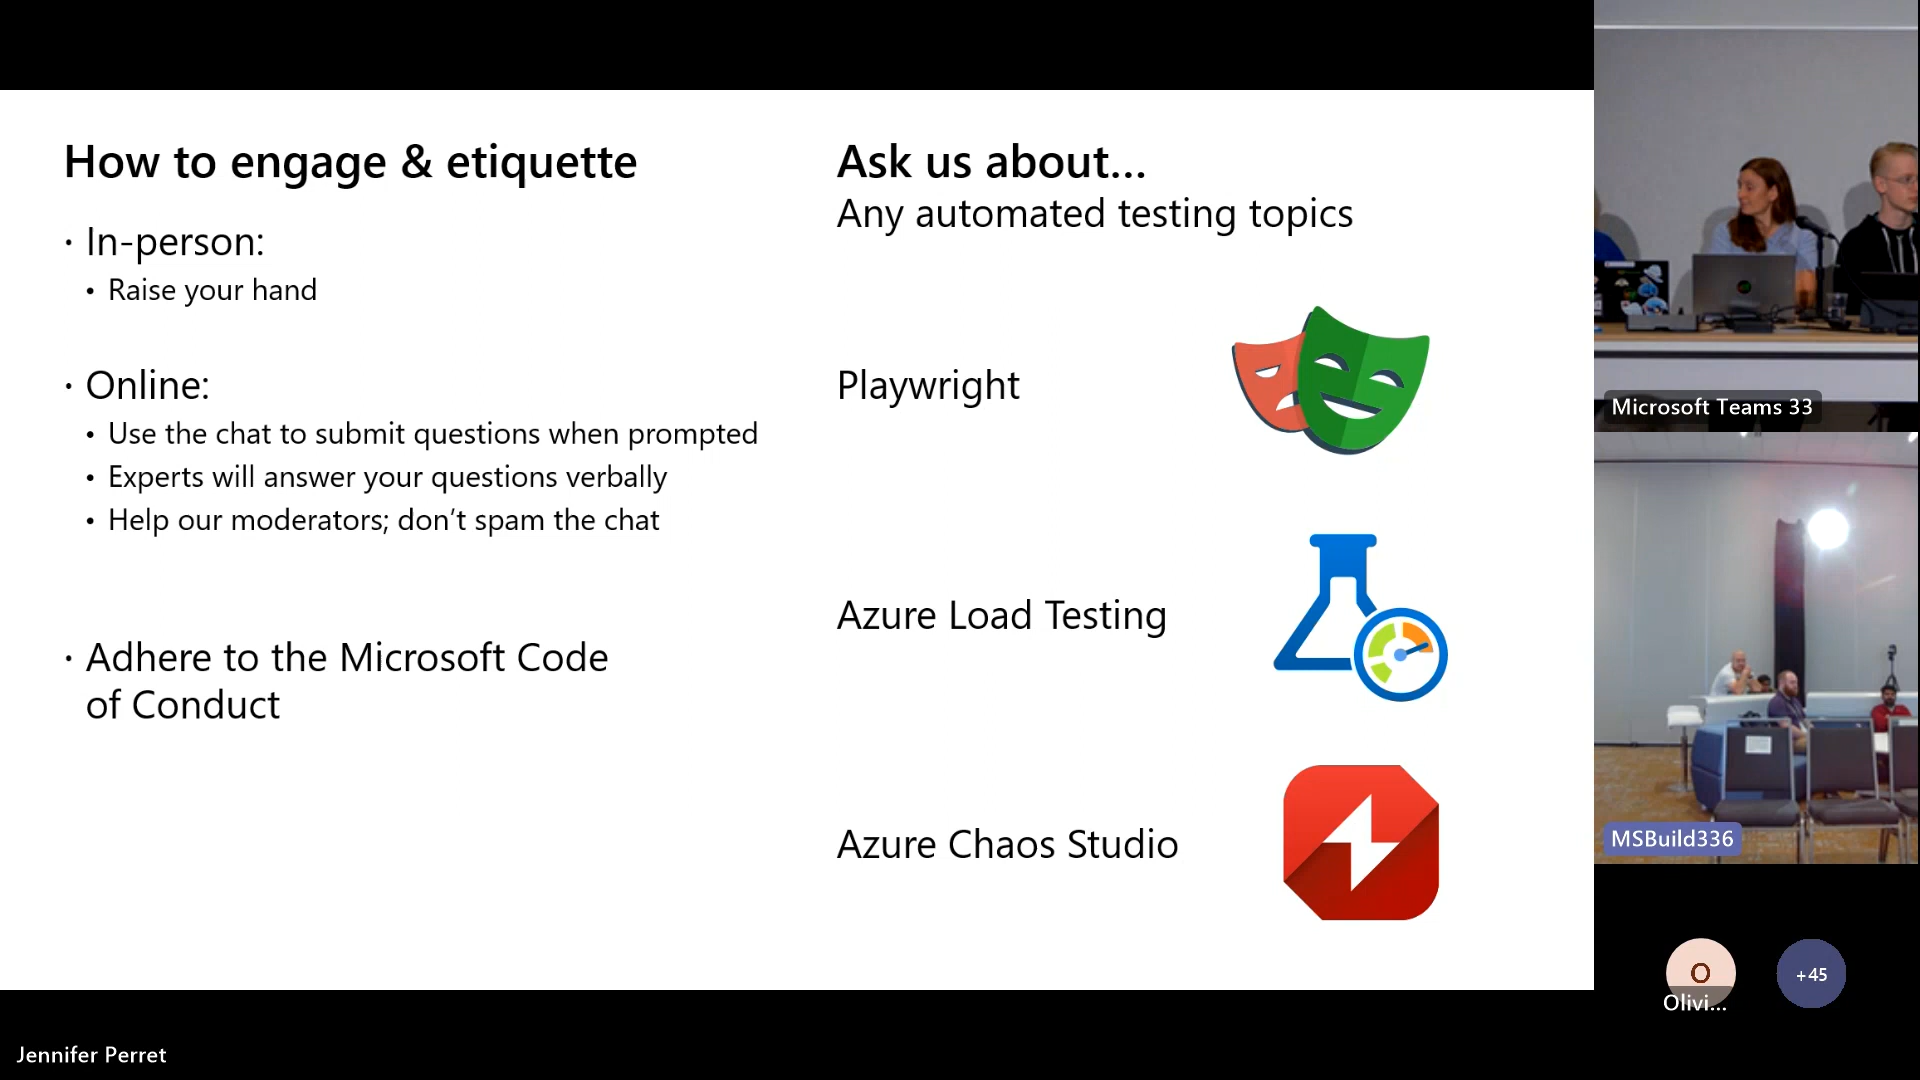 How to engage & etiquette
· In-person:
• Raise your hand
· Online:
• Use the chat to submit questions when prompted
• Experts will answer your questions verbally
• Help our moderators; don’t spam the chat
· Adhere to the Microsoft Code
of Conduct
Ask us about...
Any automated testing topics
Playwright
Azure Load Testing
Azure Chaos Studio
Microsoft Teams 33
MSBuild336
O
Olivi...
+45
Jennifer Perret